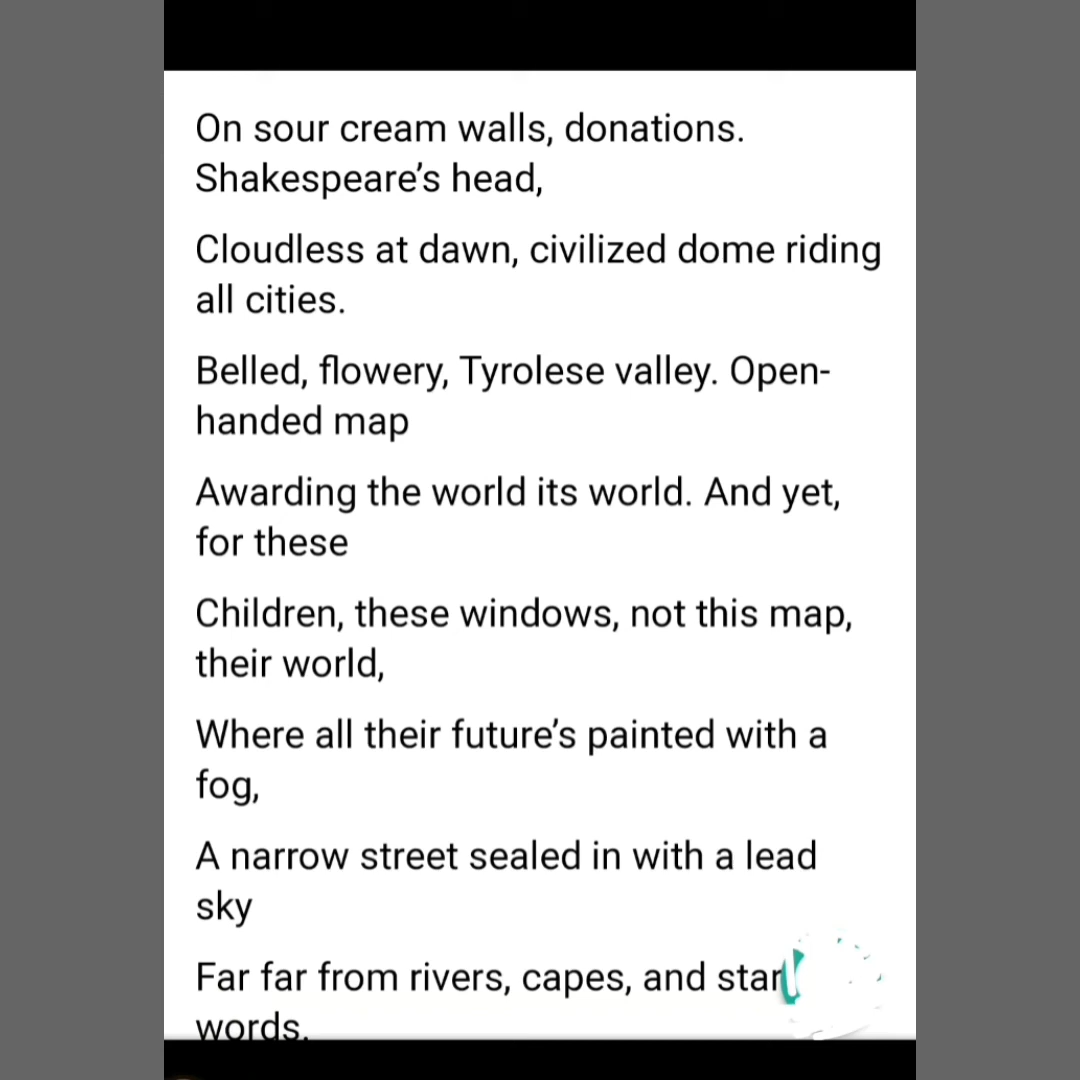 On sour cream walls, donations.
Shakespeare’s head,
Cloudless at dawn, civilized dome riding
all cities.
Belled, flowery, Tyrolese valley. Open-
handed map
Awarding the world its world. And yet,
for these
Children, these windows, not this map,
their world,
Where all their future’s painted with a
fog,
A narrow street sealed in with a lead
sky
Far far from rivers, capes, and
words.